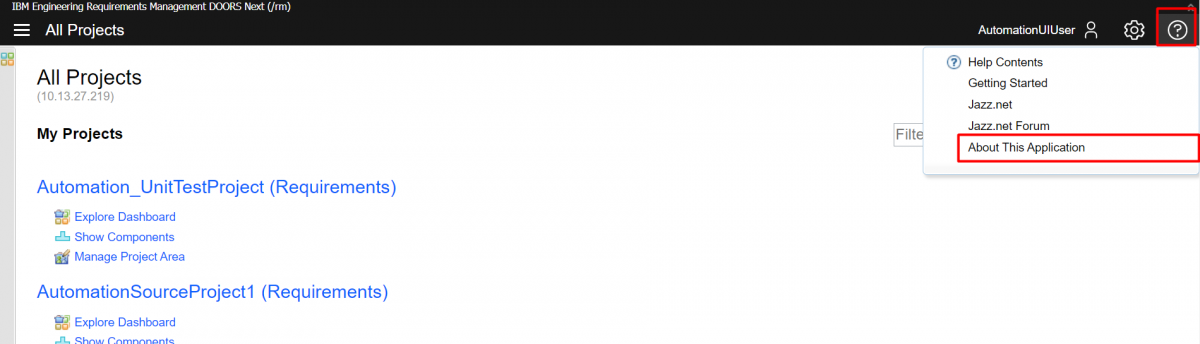 IBM Engineering Requirements Management DOORS Next (/rm)
All Projects
AutomationUIUser
Help Contents
Getting Started
Jazz.net
Jazz.net Forum
About This Application
All Projects
(10.13.27.219)
My Projects
Filte
Automation_UnitTestProject (Requirements)
Explore Dashboard
Show Components
Manage Project Area
AutomationSourceProject1 (Requirements)
Explore Dashboard
Show Components